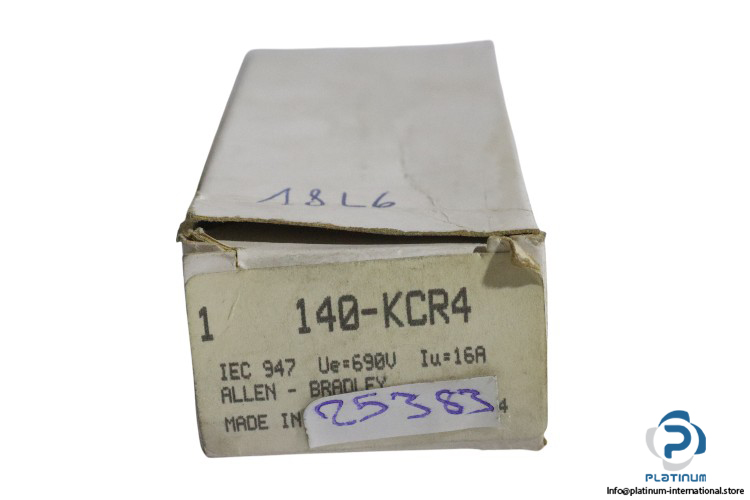 18L6
1 140-KCR4
IEC 947 Ue=690V Iu=16A
ALLEN - BRADLEY
MADE IN 4
25383
PLATINUM
Info@platinum-international.store